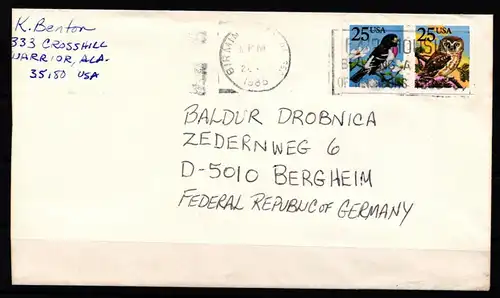 K. Benton
333 CROSSHILL
WARRIOR, ALA.
35180 USA
25 USA
25 USA
1988
BALDUR DROBNICA
ZEDERNWEG 6
D-5010 BERGHEIM
FEDERAL REPUBLIC OF GERMANY